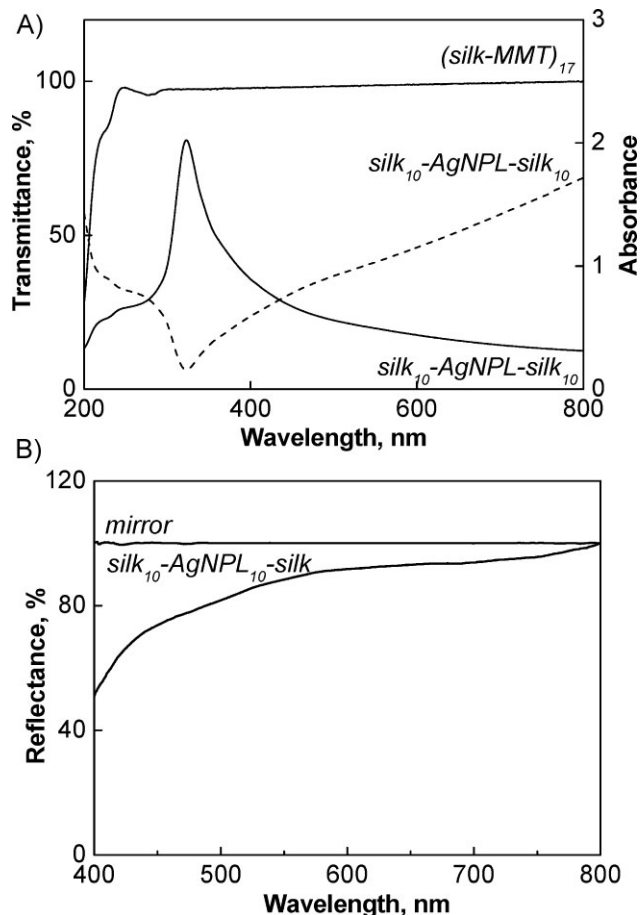 A)
3
(silk-MMT)17
100
2
silk10-AgNPL-silk10
Transmittance, %
50
1
Absorbance
silk10-AgNPL-silk10
0
0
200 400 600 800
Wavelength, nm
B)
120
mirror
silk10-AgNPL10-silk
80
Reflectance, %
40
0
400 500 600 700 800
Wavelength, nm